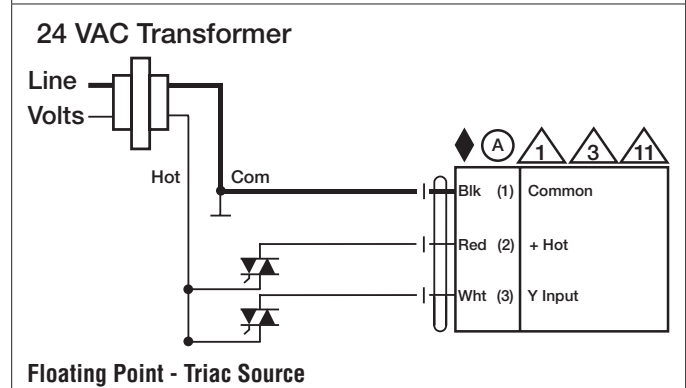 24 VAC Transformer
Line
Volts
Hot
Com
A
1
3
11
Blk (1) Common
Red (2) + Hot
Wht (3) Y Input
Floating Point - Triac Source